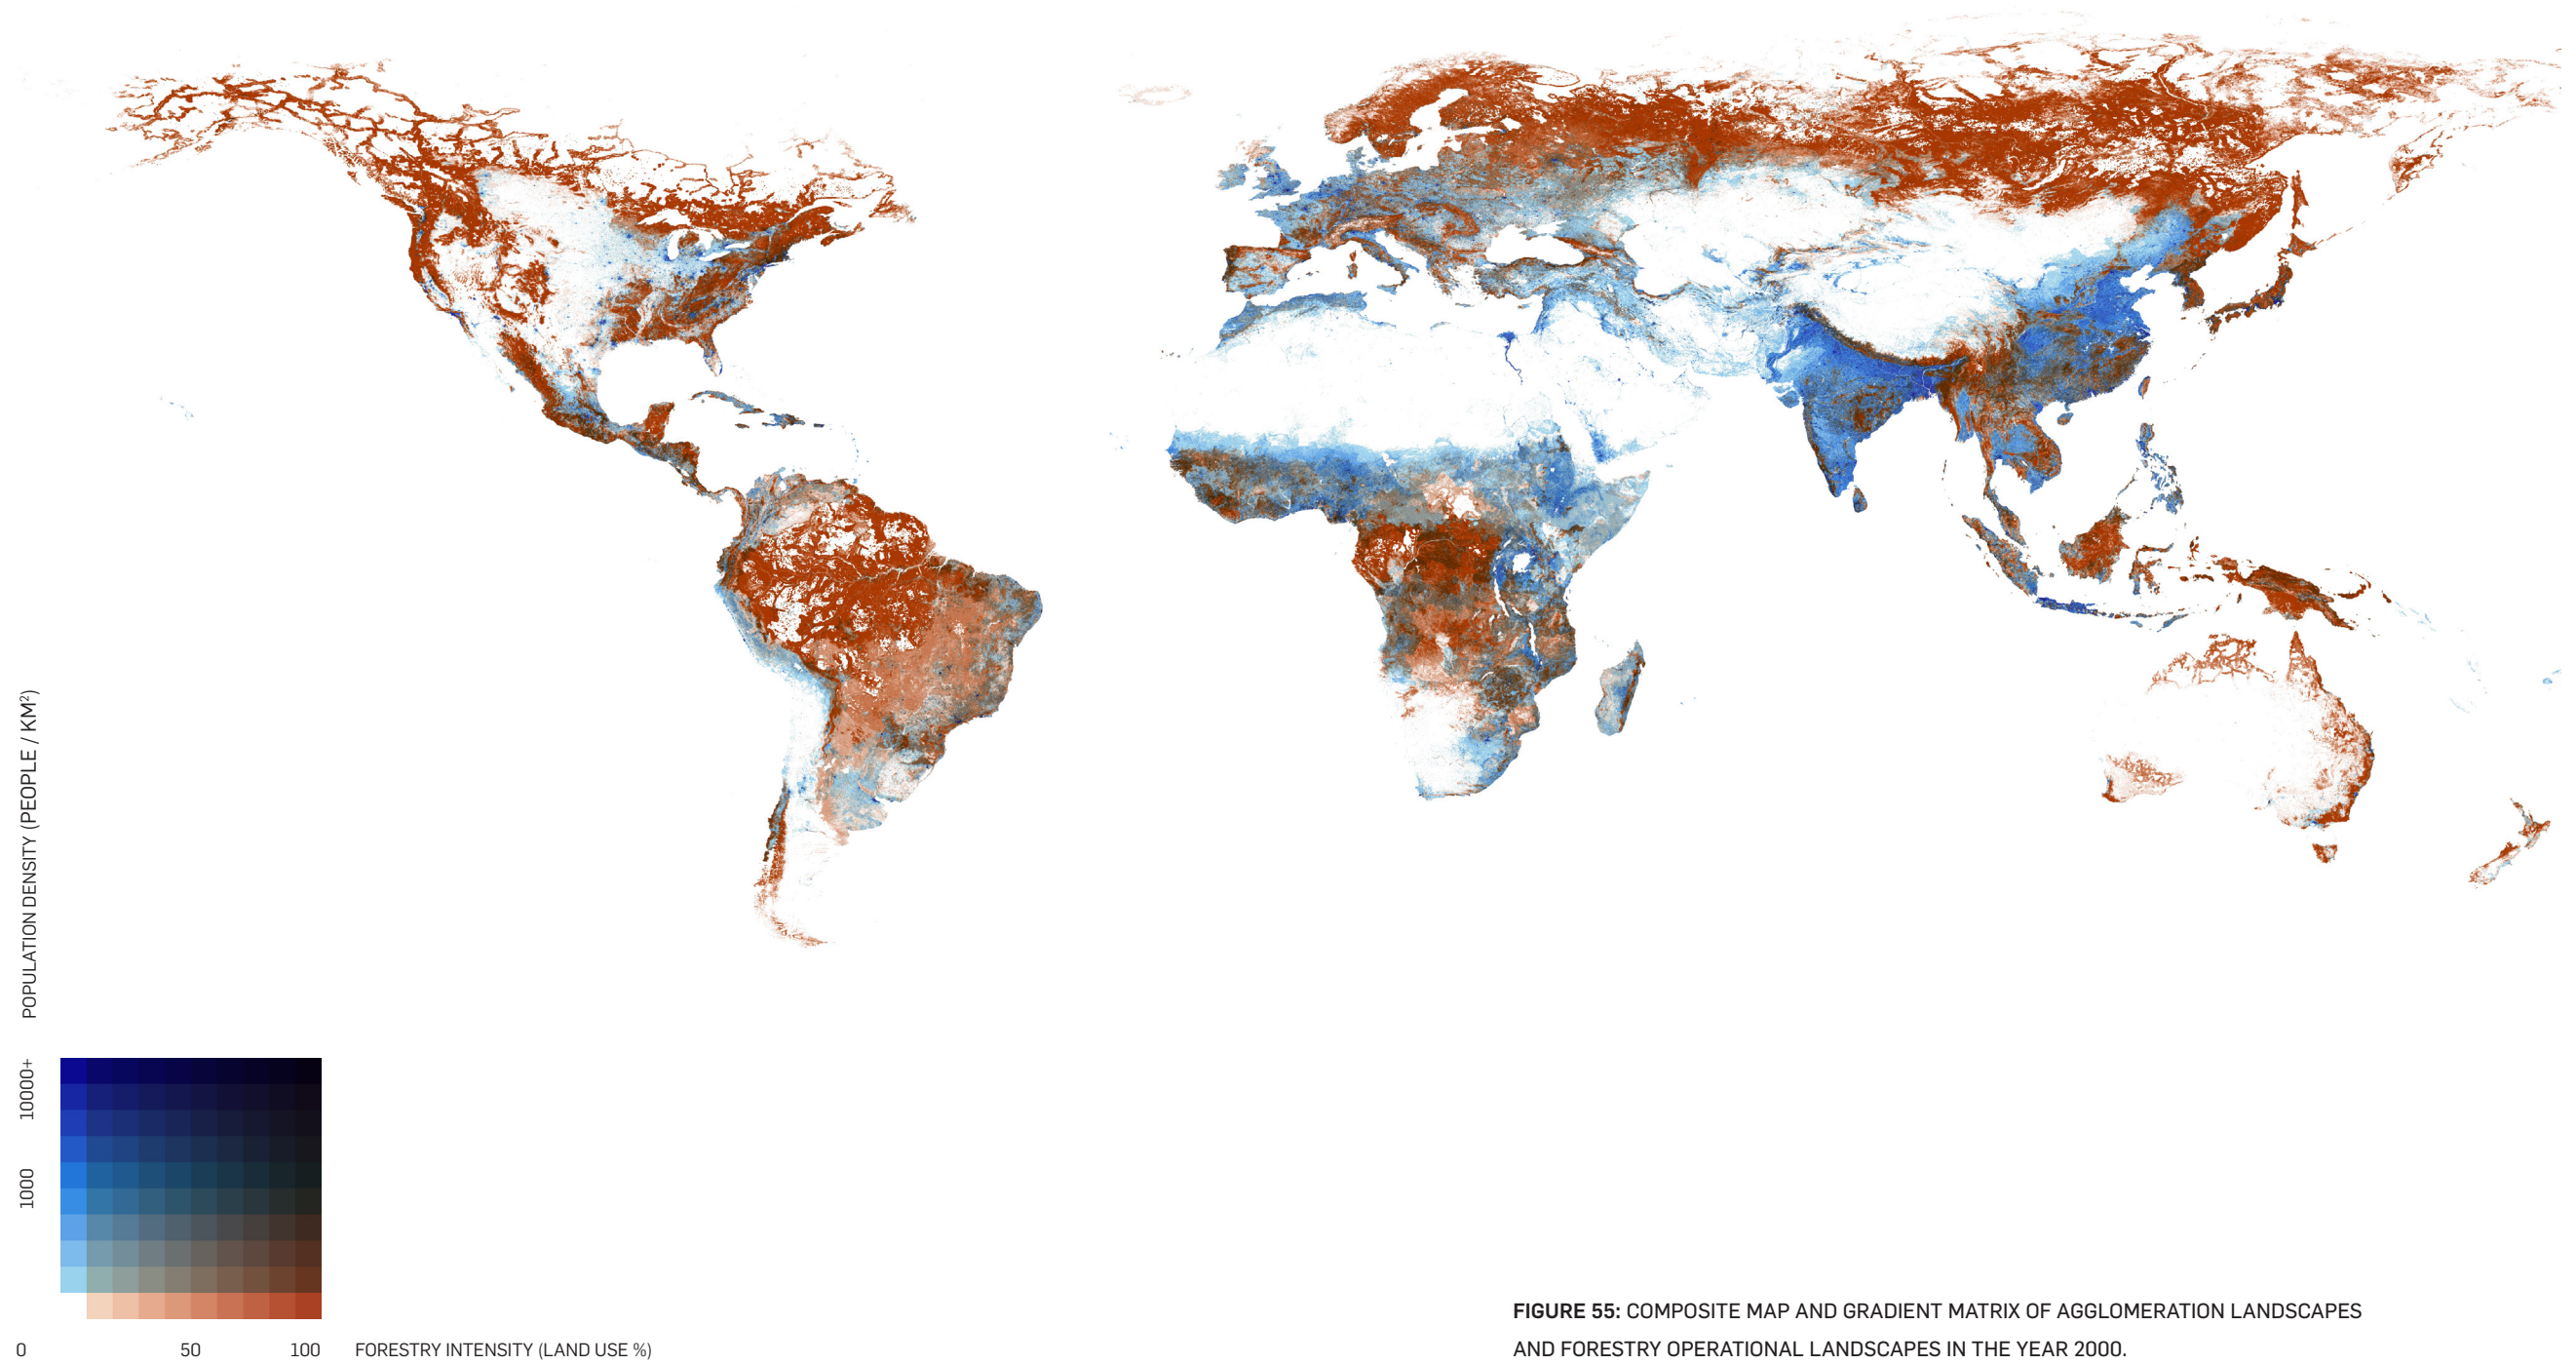 POPULATION DENSITY (PEOPLE / KM²)
10000+
1000
0 50 100 FORESTRY INTENSITY (LAND USE %)
FIGURE 55: COMPOSITE MAP AND GRADIENT MATRIX OF AGGLOMERATION LANDSCAPES
AND FORESTRY OPERATIONAL LANDSCAPES IN THE YEAR 2000.